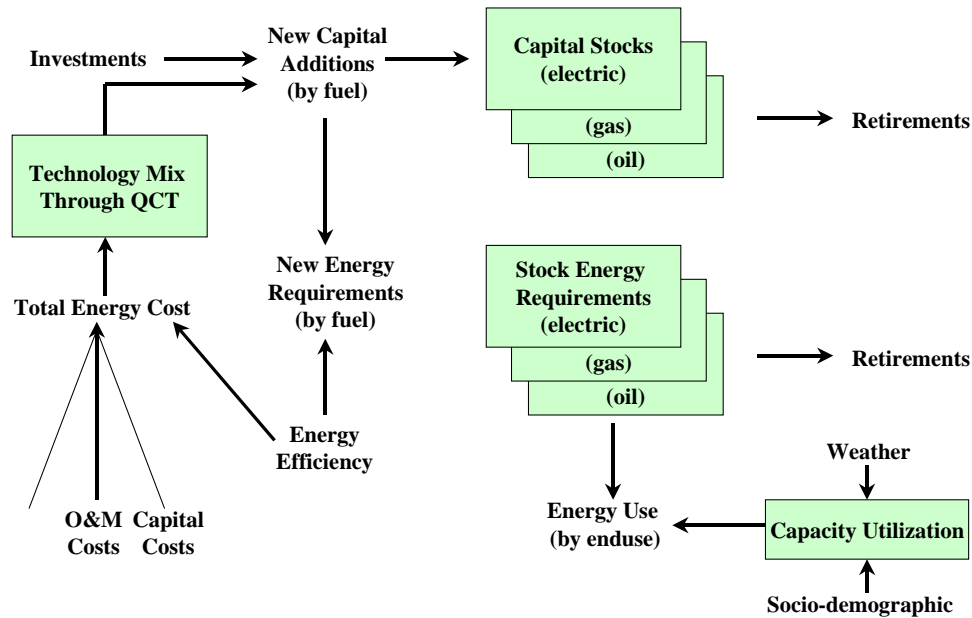 Investments
New Capital
Additions
(by fuel)
Capital Stocks
(electric)
(gas)
(oil)
Retirements
Technology Mix
Through QCT
New Energy
Requirements
(by fuel)
Stock Energy
Requirements
(electric)
(gas)
(oil)
Retirements
Total Energy Cost
Energy
Efficiency
O&M
Costs
Capital
Costs
Energy Use
(by enduse)
Weather
Capacity Utilization
Socio-demographic